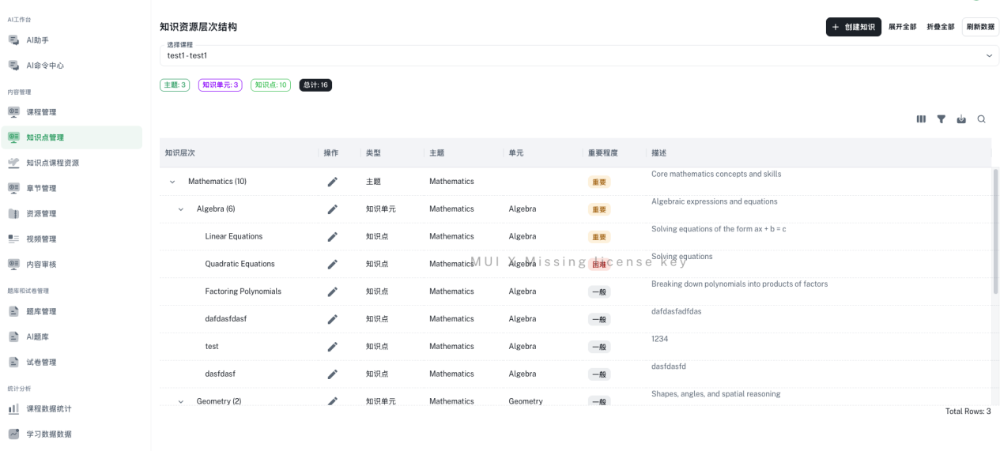 AI工作台
AI助手
AI命令中心
内容管理
课程管理
知识点管理
知识点课程资源
章节管理
资源管理
视频管理
内容审核
题库和试卷管理
题库管理
AI题库
试卷管理
统计分析
课程数据统计
学习数据数据
知识资源层次结构
+ 创建知识 展开全部 折叠全部 刷新数据
选择课程
test1 - test1
主题: 3 知识单元: 3 知识点: 10 总计: 16
知识层次 操作 类型 主题 单元 重要程度 描述
Mathematics (10) 主题 Mathematics 重要 Core mathematics concepts and skills
Algebra (6) 知识单元 Mathematics Algebra 重要 Algebraic expressions and equations
Linear Equations 知识点 Mathematics Algebra 重要 Solving equations of the form ax + b = c
Quadratic Equations 知识点 Mathematics Algebra 困难 Solving equations
MUI X Missing license key
Factoring Polynomials 知识点 Mathematics Algebra 一般 Breaking down polynomials into products of factors
dafdasfdasf 知识点 Mathematics Algebra 一般 dafdasfadfdas
test 知识点 Mathematics Algebra 一般 1234
dasfdasf 知识点 Mathematics Algebra 一般 dasfdasfd
Geometry (2) 知识单元 Mathematics Geometry 一般 Shapes, angles, and spatial reasoning
Total Rows: 3